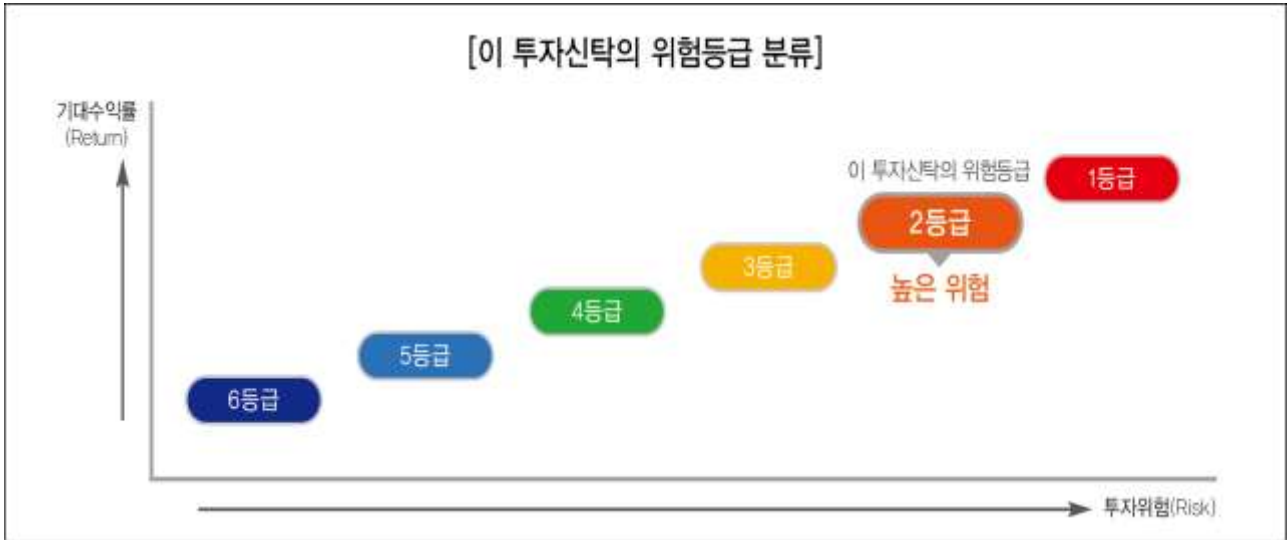 [이 투자신탁의 위험등급 분류]
기대수익률
(Return)
이 투자신탁의 위험등급
1등급
2등급
높은 위험
3등급
4등급
5등급
6등급
투자위험(Risk)